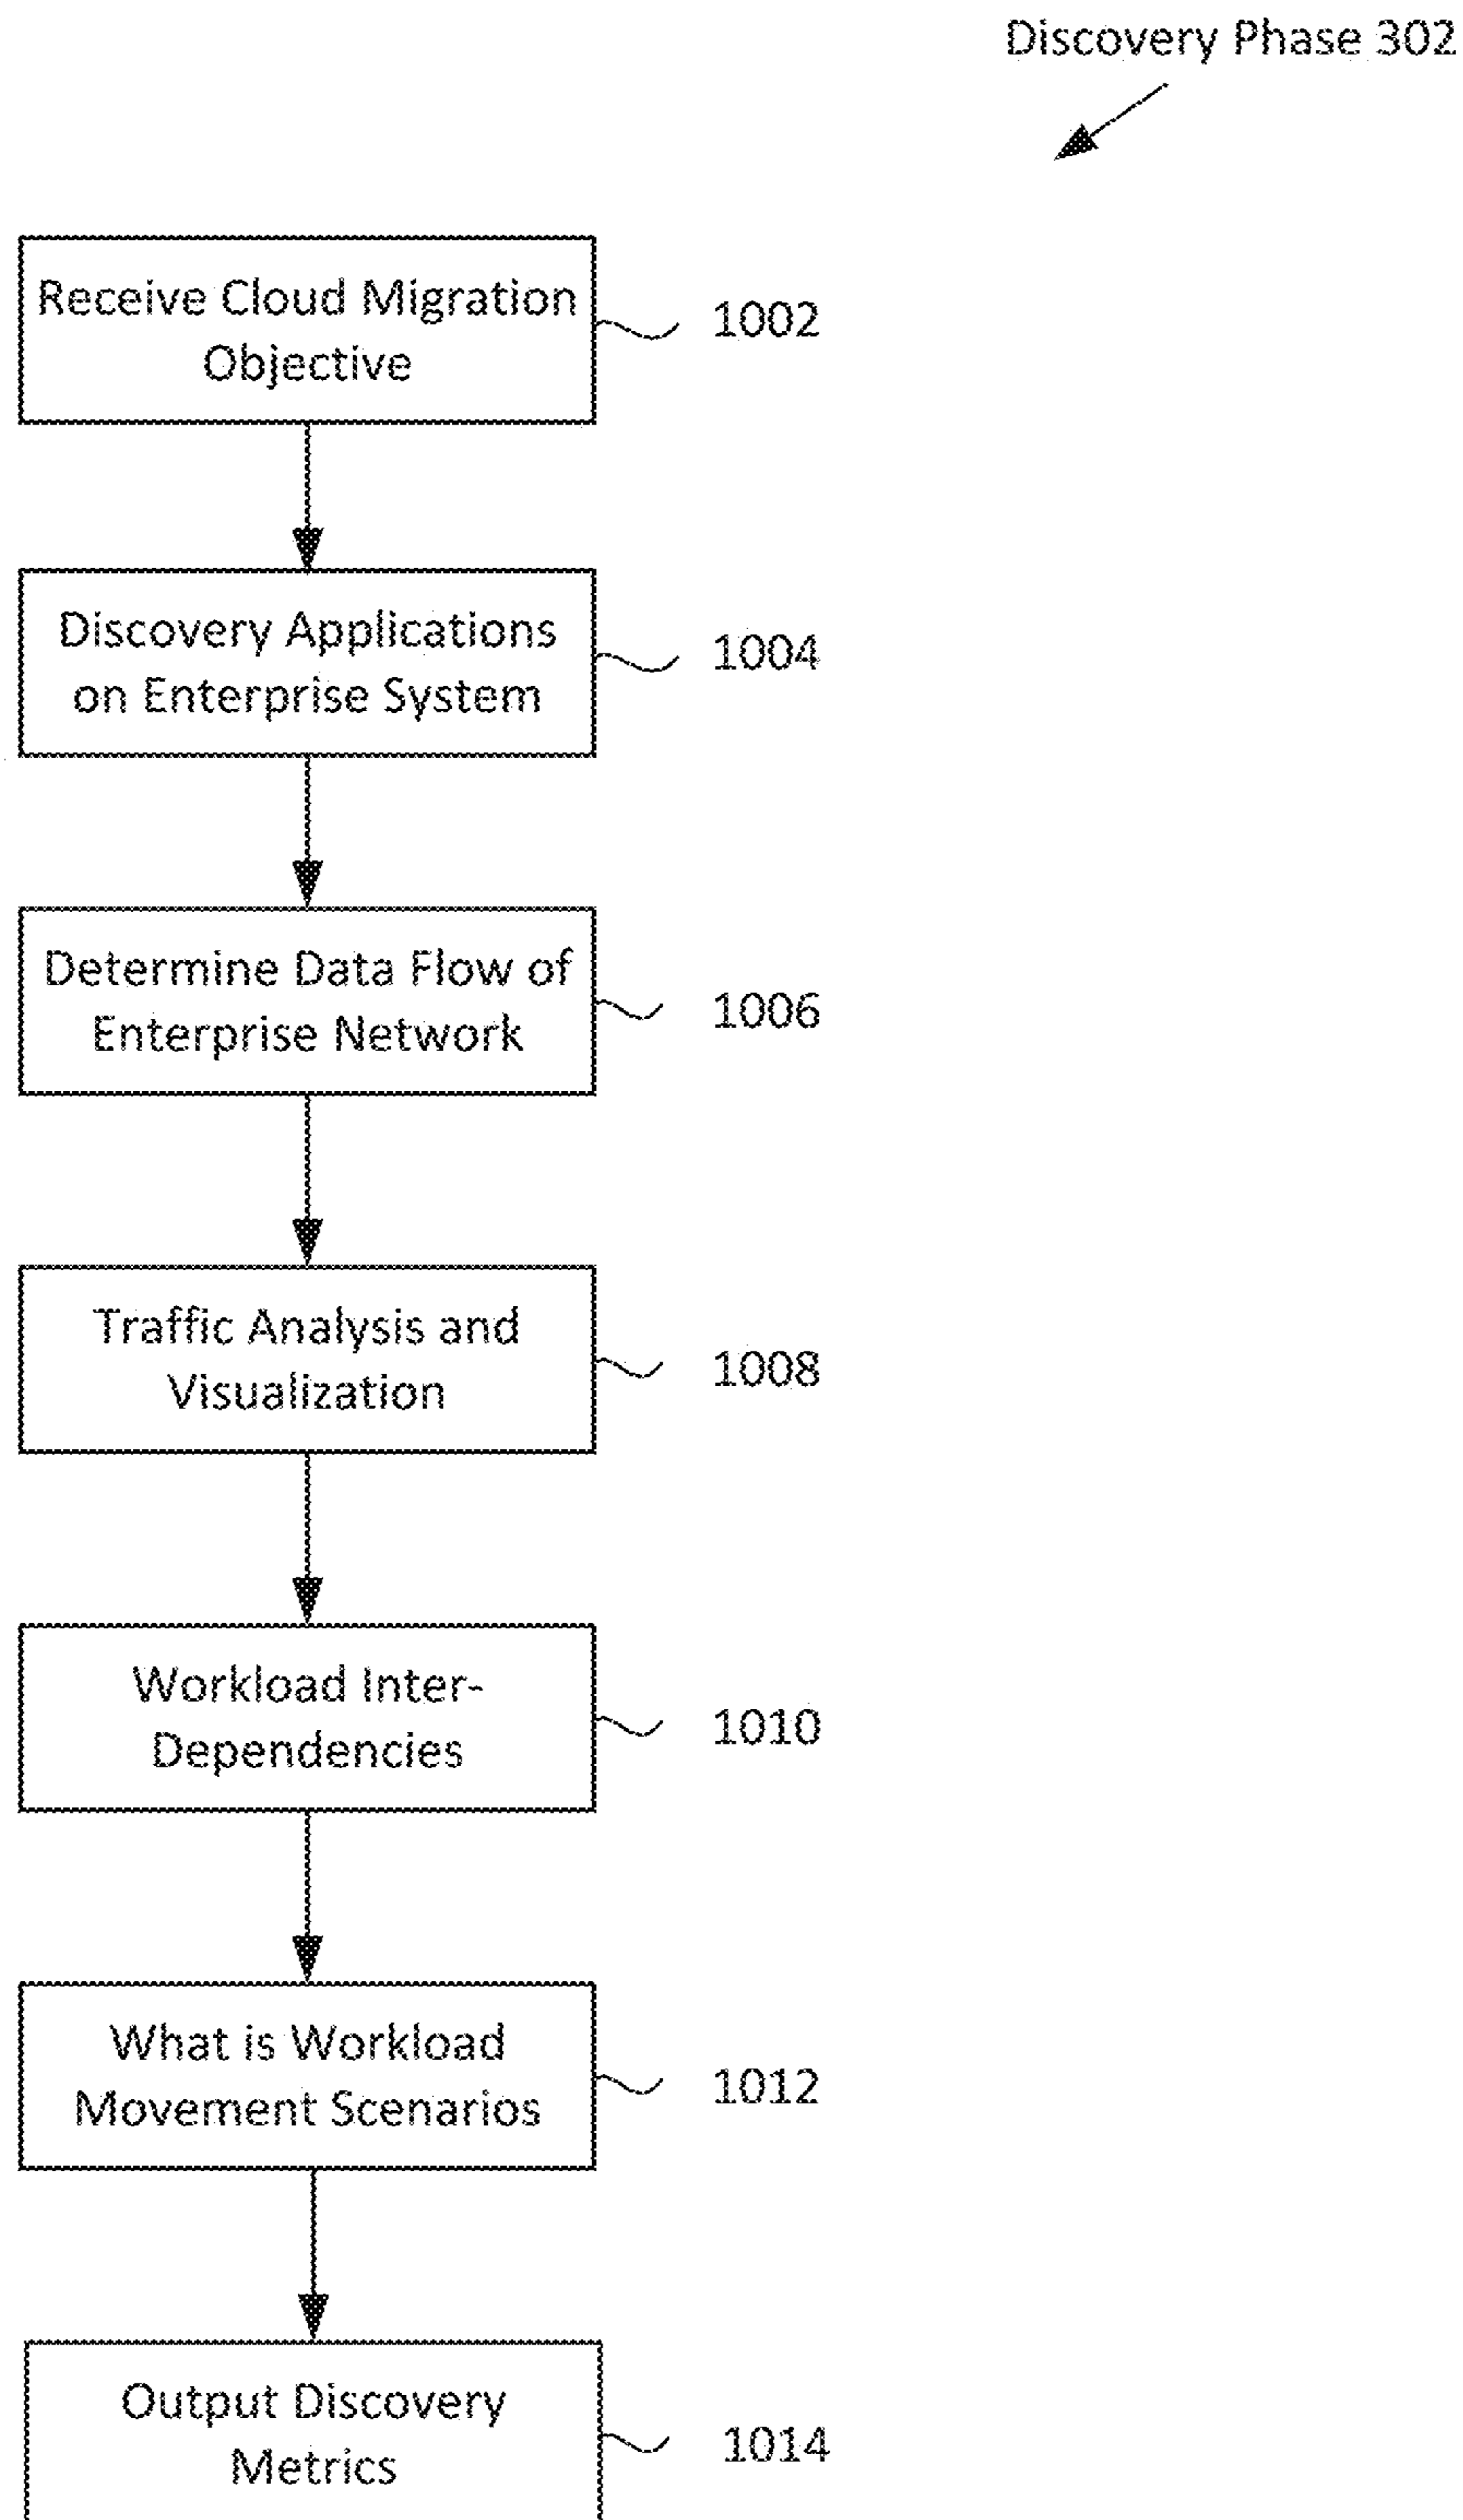 Discovery Phase 302
Receive Cloud Migration
Objective
1002
Discovery Applications
on Enterprise System
1004
Determine Data Flow of
Enterprise Network
1006
Traffic Analysis and
Visualization
1008
Workload Inter-
Dependencies
1010
What is Workload
Movement Scenarios
1012
Output Discovery
Metrics
1014